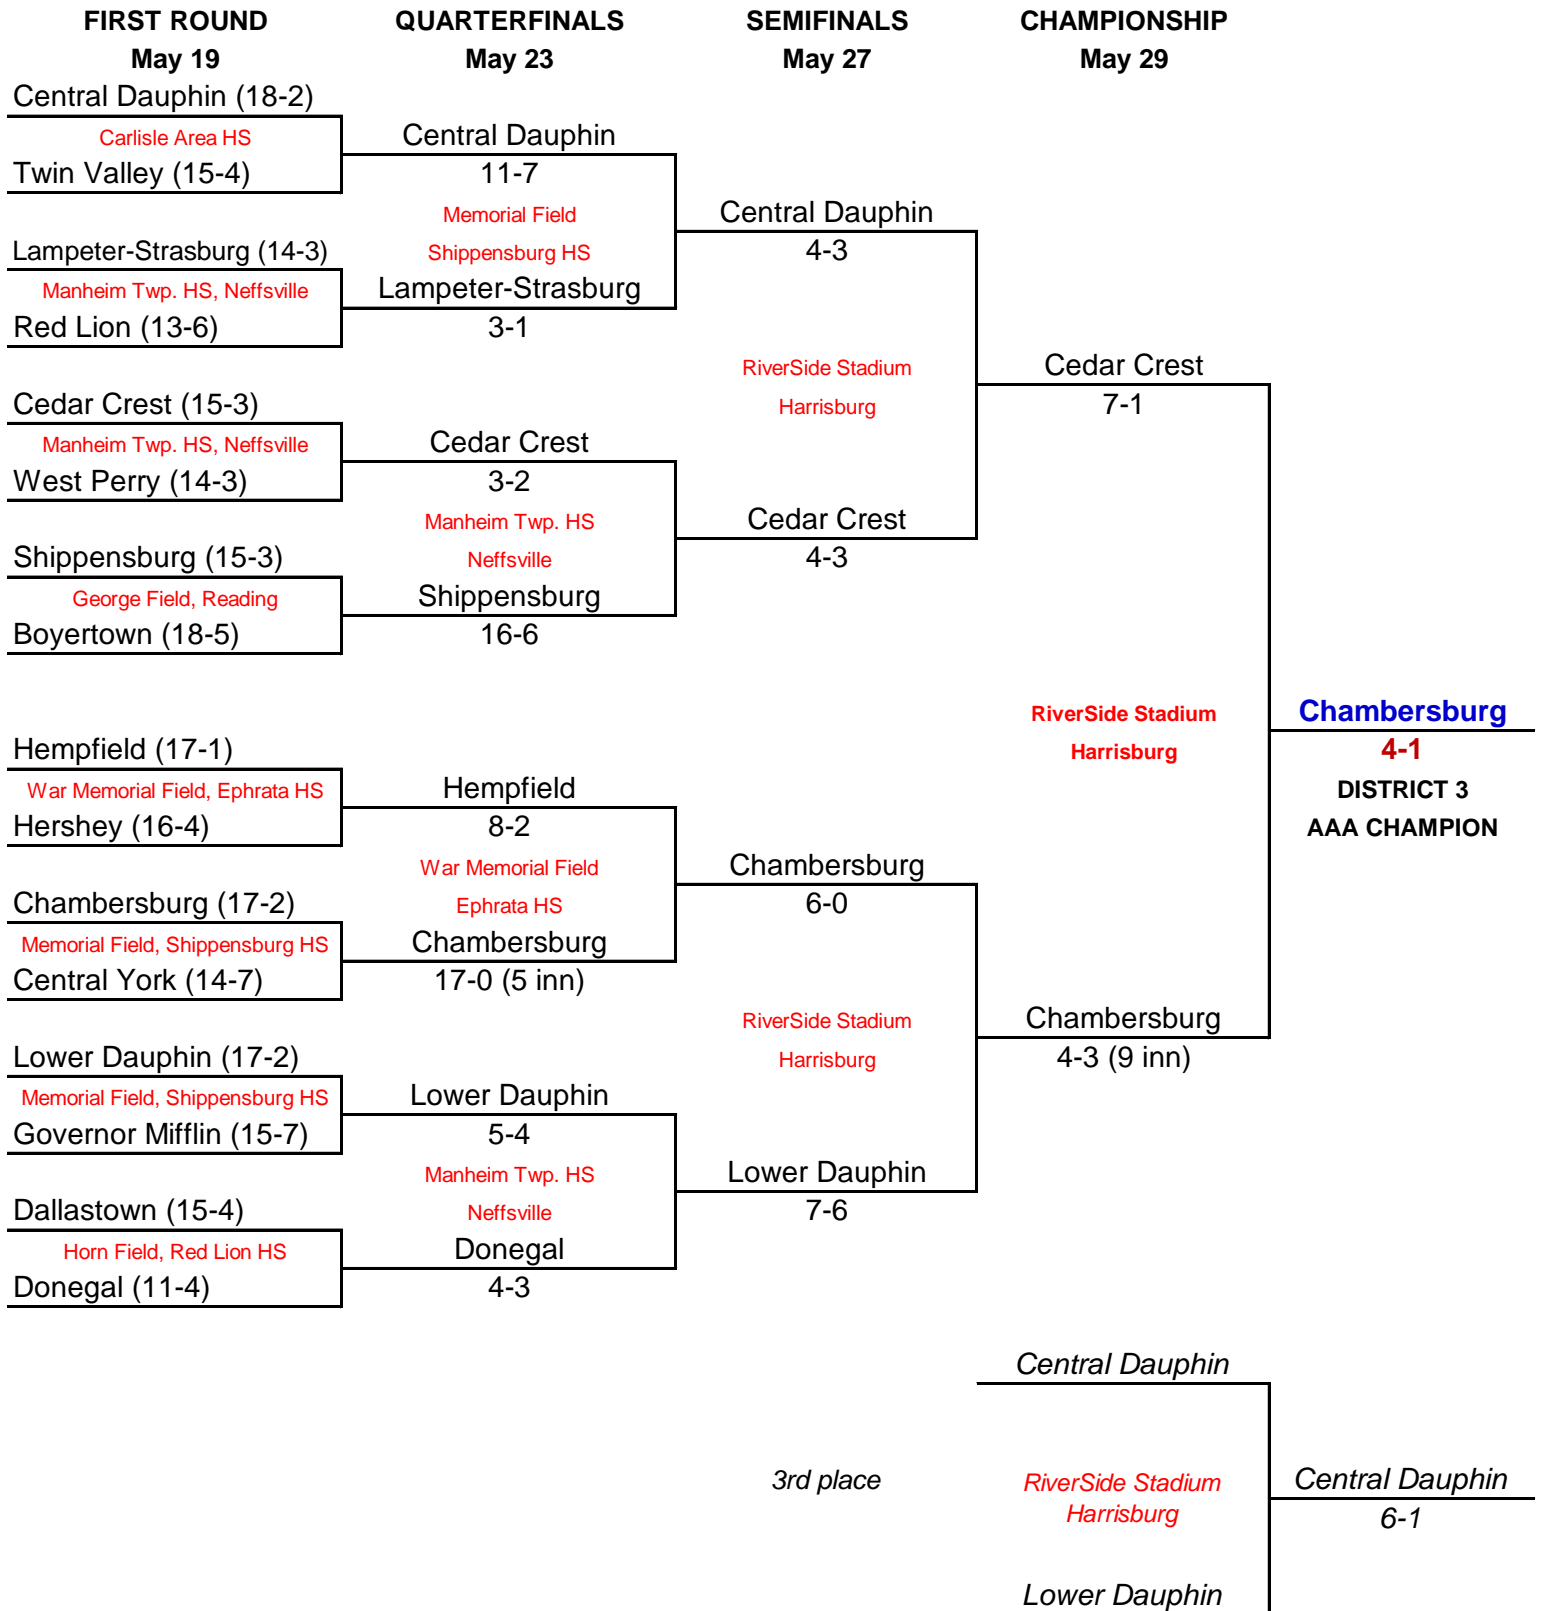 FIRST ROUND
May 19
QUARTERFINALS
May 23
SEMIFINALS
May 27
CHAMPIONSHIP
May 29
Central Dauphin (18-2)
Carlisle Area HS
Twin Valley (15-4)
Lampeter-Strasburg (14-3)
Manheim Twp. HS, Neffsville
Red Lion (13-6)
Cedar Crest (15-3)
Manheim Twp. HS, Neffsville
West Perry (14-3)
Shippensburg (15-3)
George Field, Reading
Boyertown (18-5)
Hempfield (17-1)
War Memorial Field, Ephrata HS
Hershey (16-4)
Chambersburg (17-2)
Memorial Field, Shippensburg HS
Central York (14-7)
Lower Dauphin (17-2)
Memorial Field, Shippensburg HS
Governor Mifflin (15-7)
Dallastown (15-4)
Horn Field, Red Lion HS
Donegal (11-4)
Central Dauphin
11-7
Memorial Field
Shippensburg HS
Lampeter-Strasburg
3-1
Cedar Crest
3-2
Manheim Twp. HS
Neffsville
Shippensburg
16-6
Hempfield
8-2
War Memorial Field
Ephrata HS
Chambersburg
17-0 (5 inn)
Lower Dauphin
5-4
Manheim Twp. HS
Neffsville
Donegal
4-3
Central Dauphin
4-3
RiverSide Stadium
Harrisburg
Cedar Crest
4-3
Chambersburg
6-0
RiverSide Stadium
Harrisburg
Lower Dauphin
7-6
Cedar Crest
7-1
RiverSide Stadium
Harrisburg
Chambersburg
4-3 (9 inn)
Chambersburg
4-1
DISTRICT 3
AAA CHAMPION
3rd place
Central Dauphin
RiverSide Stadium
Harrisburg
Lower Dauphin
Central Dauphin
6-1